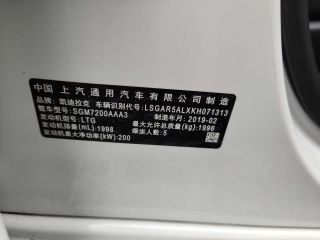 中国 上汽通用汽车有限公司制造
品牌：凯迪拉克 车辆识别代号：LSGAR5ALXKH071313
整车型号：SGM7200AAA3 制造年月：2019-02
发动机型号：LTG 最大允许总质量(kg)：1996
发动机排量(mL)：1998 乘坐人数：5
发动机最大净功率(kW)：200